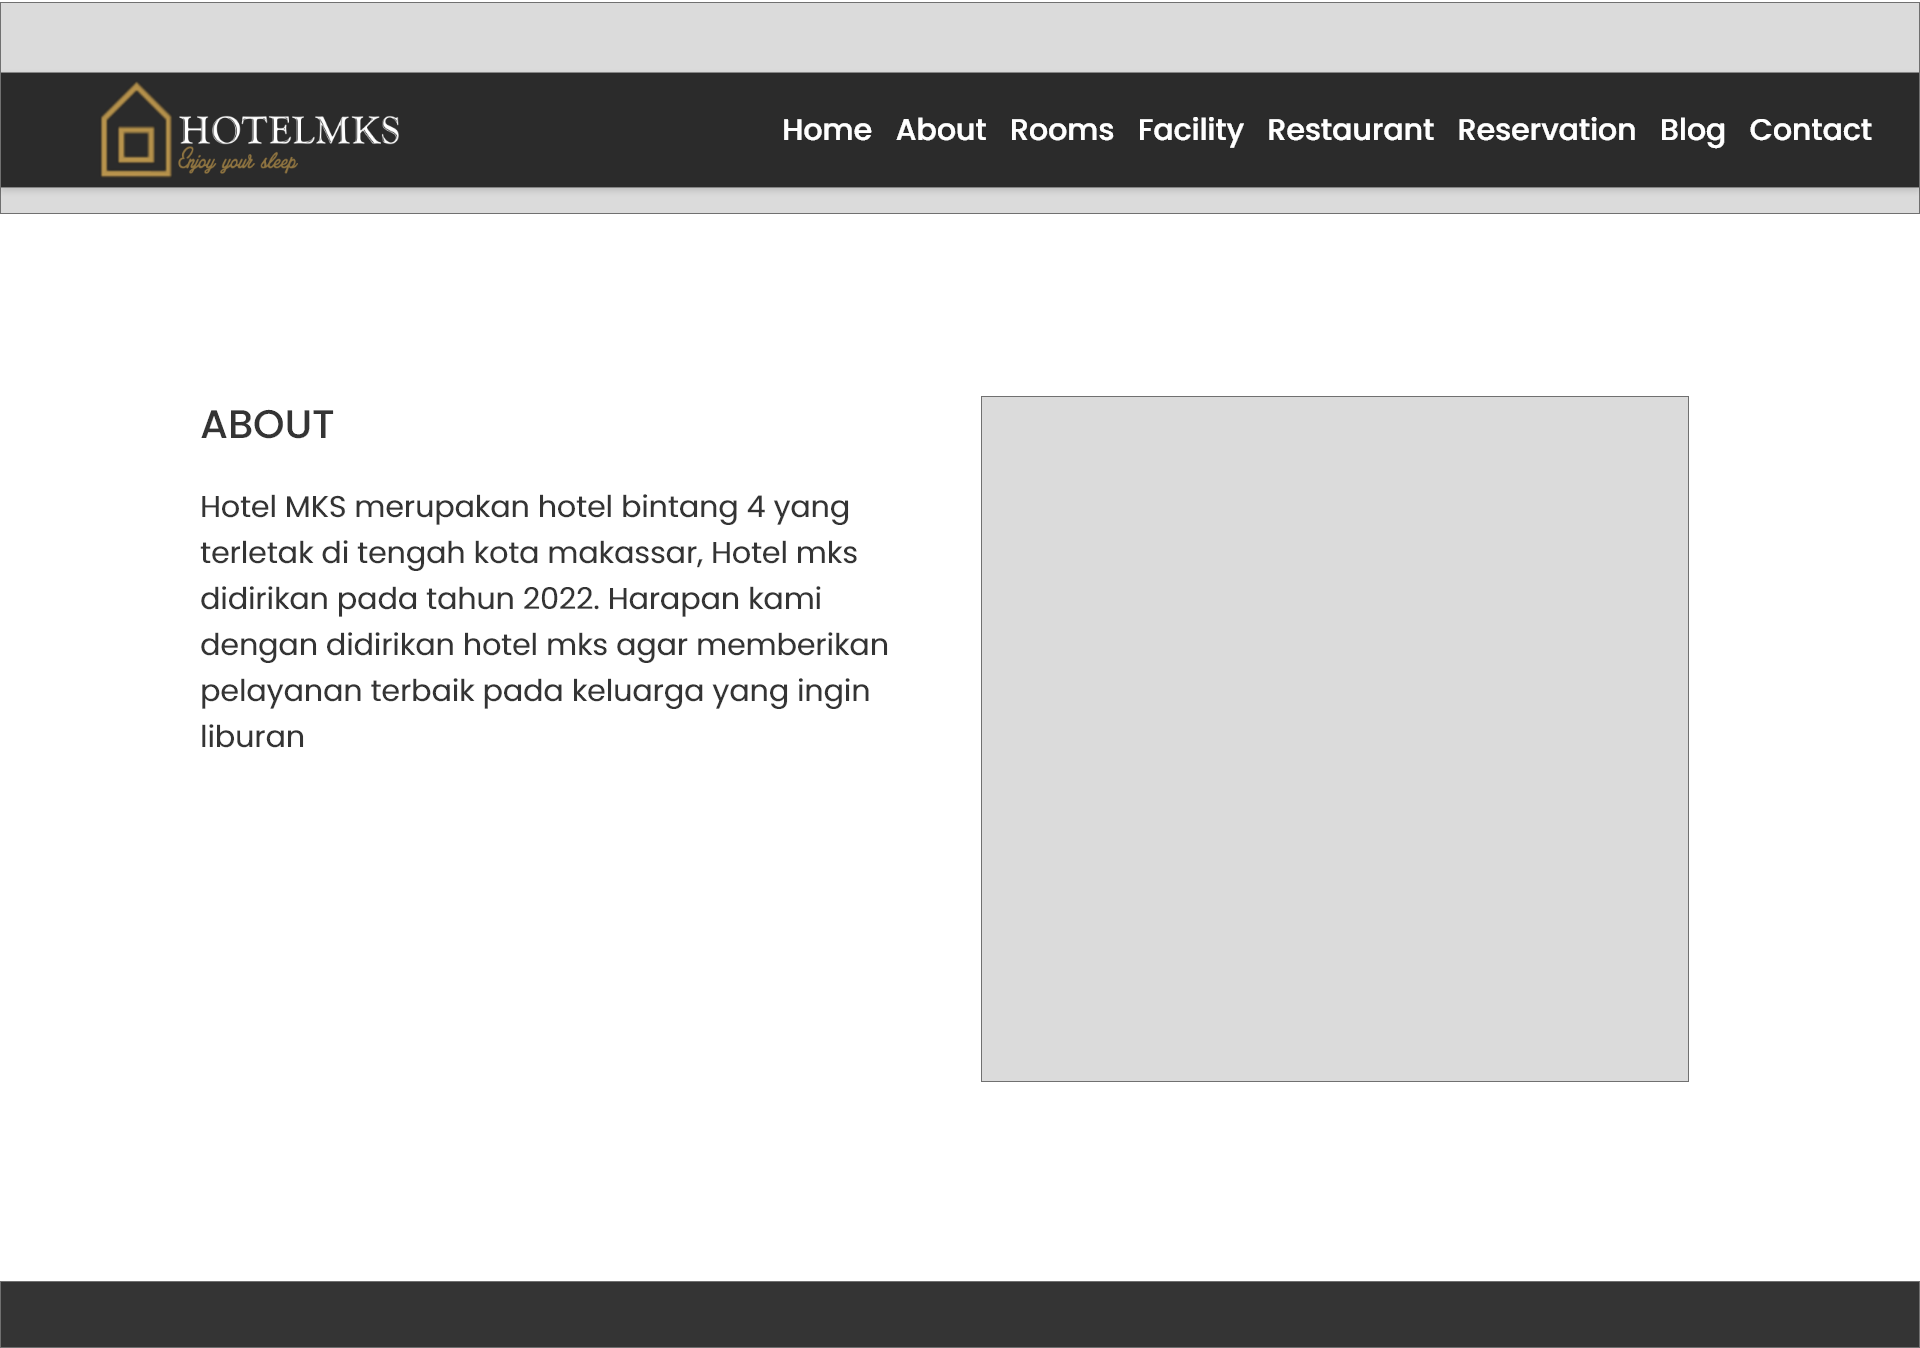 HOTELMKS
Enjoy your sleep
Home About Rooms Facility Restaurant Reservation Blog Contact
ABOUT
Hotel MKS merupakan hotel bintang 4 yang
terletak di tengah kota makassar, Hotel mks
didirikan pada tahun 2022. Harapan kami
dengan didirikan hotel mks agar memberikan
pelayanan terbaik pada keluarga yang ingin
liburan